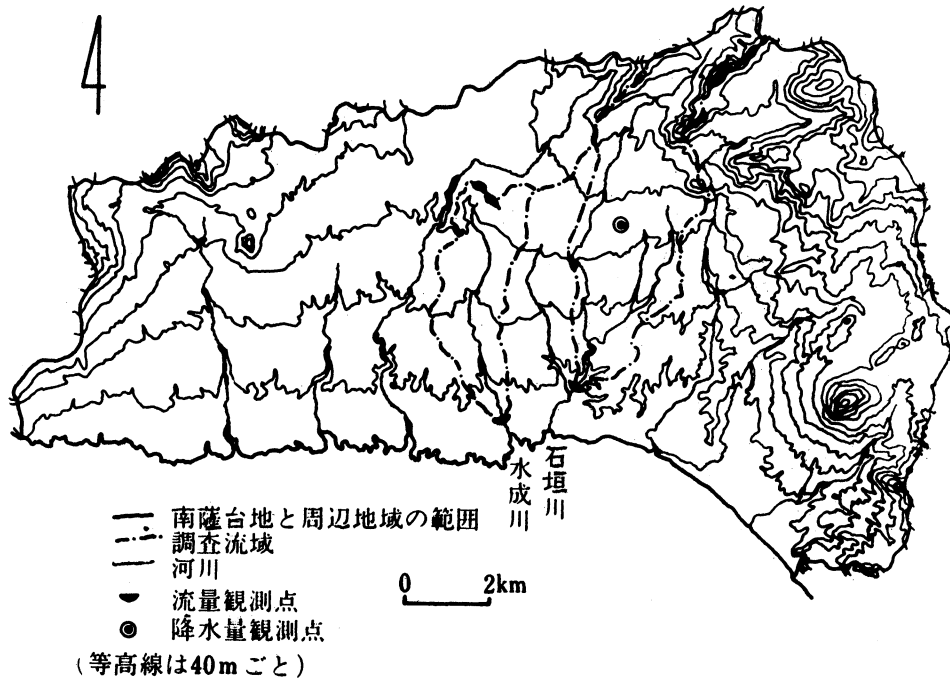 水成川
石垣川
南薩台地と周辺地域の範囲
調査流域
河川
0 2km
流量観測点
降水量観測点
(等高線は40mごと)